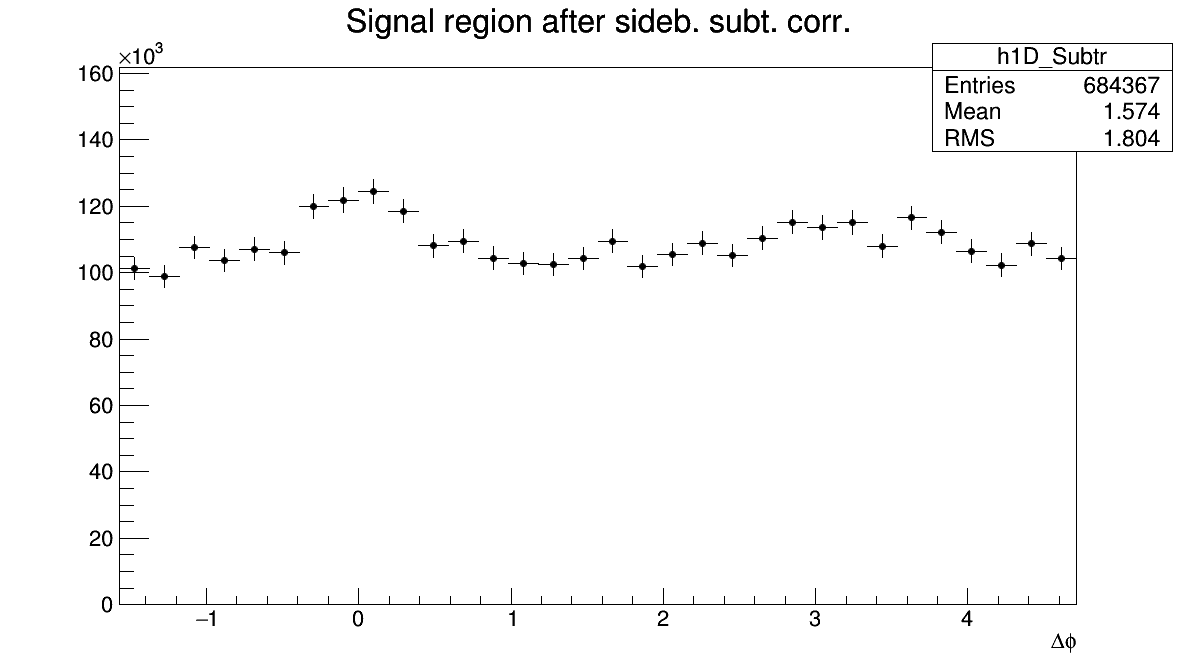 Signal region after sideb. subt. corr.
×10³
h1D_Subtr
Entries 684367
Mean 1.574
RMS 1.804
160
140
120
100
80
60
40
20
0
−1 0 1 2 3 4
Δϕ